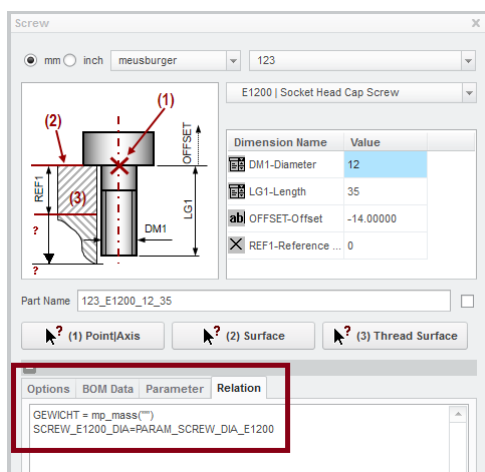 Screw
X
mm inch meusburger 123
E1200 | Socket Head Cap Screw
(1)
(2)
OFFSET
REF1
(3)
LG1
?
DM1
?
Dimension Name Value
DM1-Diameter 12
LG1-Length 35
ab OFFSET-Offset -14.00000
REF1-Reference ... 0
Part Name 123_E1200_12_35
? (1) Point|Axis ? (2) Surface ? (3) Thread Surface
Options BOM Data Parameter Relation
GEWICHT = mp_mass("")
SCREW_E1200_DIA=PARAM_SCREW_DIA_E1200